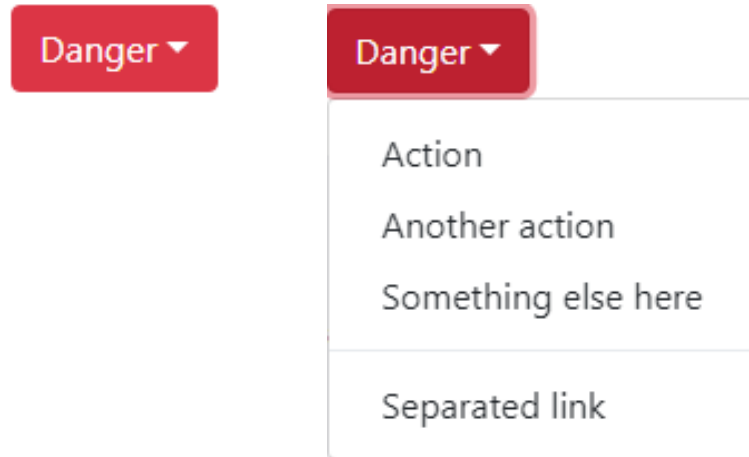 Danger
Danger
Action
Another action
Something else here
Separated link